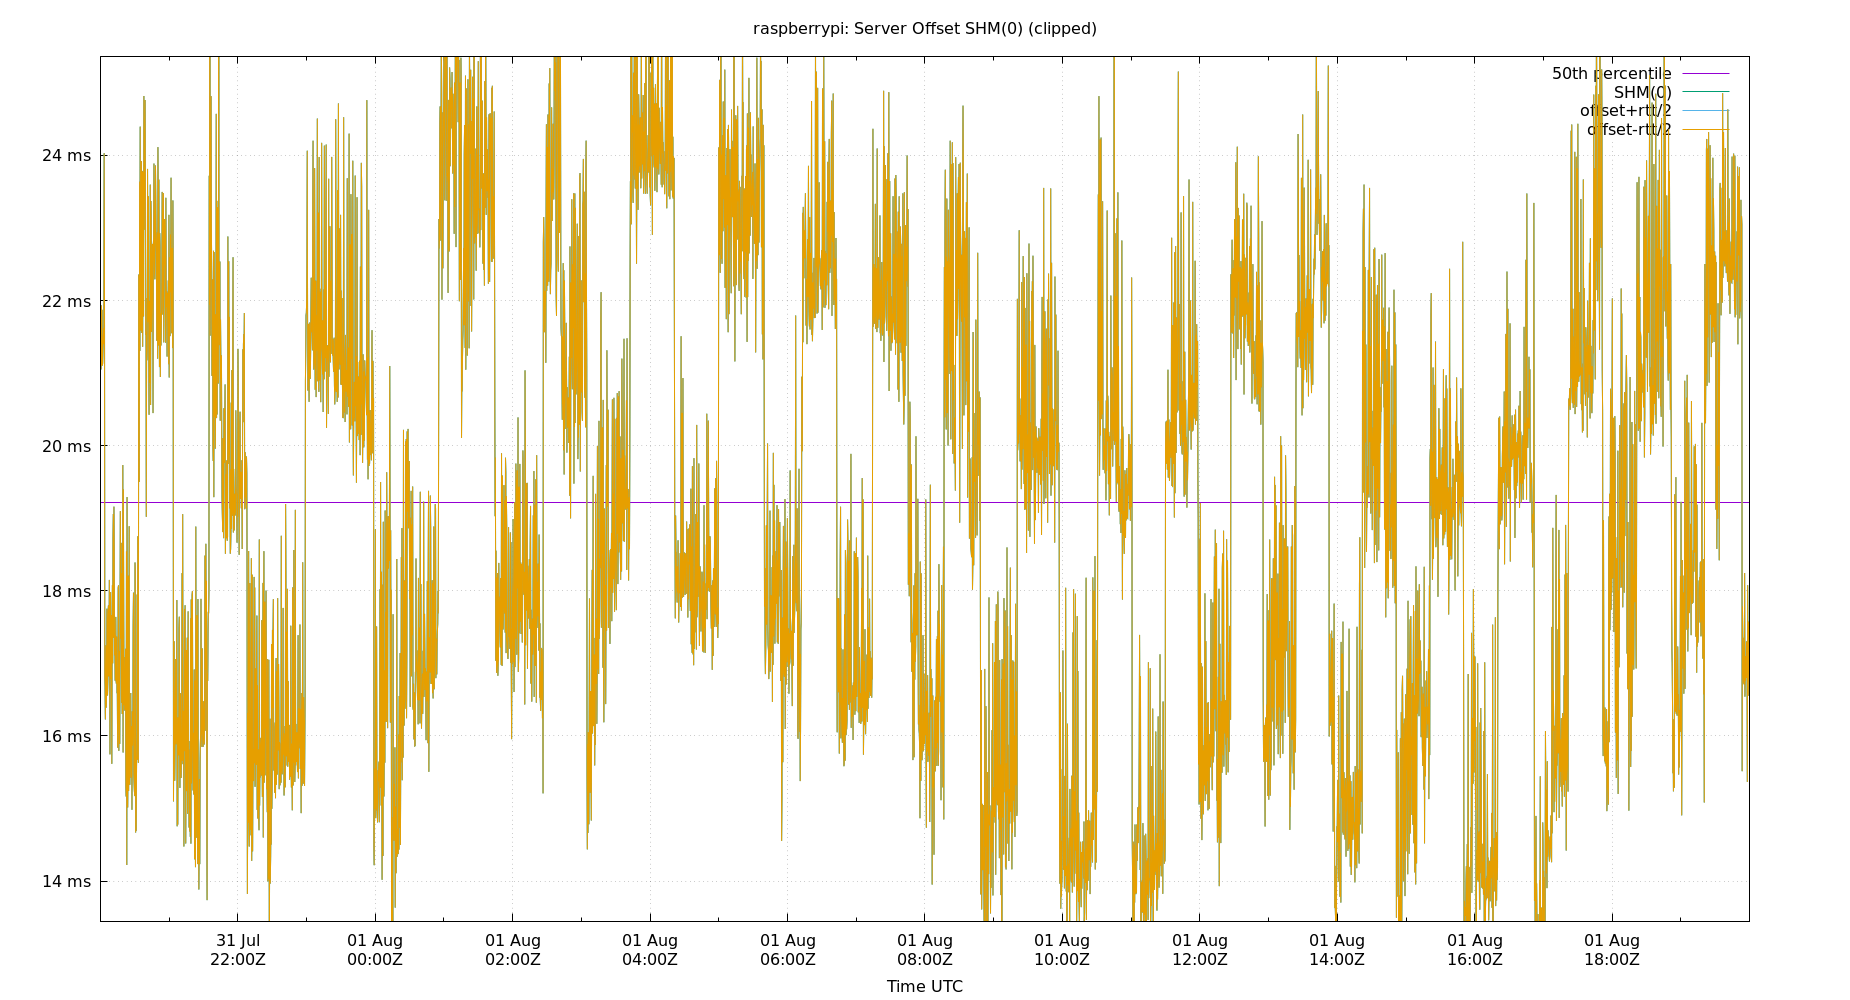 raspberrypi: Server Offset SHM(0) (clipped)
50th percentile
SHM(0)
offset+rtt/2
offset-rtt/2
24 ms
22 ms
20 ms
18 ms
16 ms
14 ms
31 Jul 01 Aug 01 Aug 01 Aug 01 Aug 01 Aug 01 Aug 01 Aug 01 Aug 01 Aug 01 Aug
22:00Z 00:00Z 02:00Z 04:00Z 06:00Z 08:00Z 10:00Z 12:00Z 14:00Z 16:00Z 18:00Z
Time UTC